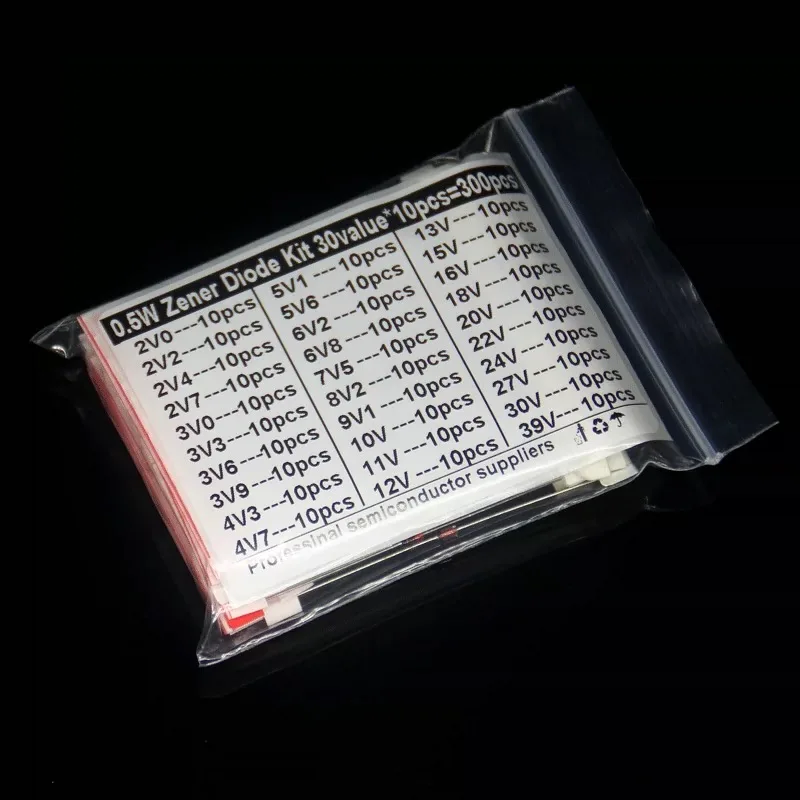 0.5W Zener Diode Kit 30value*10pcs=300pcs
2V0---10pcs
2V2---10pcs
2V4---10pcs
2V7---10pcs
3V0---10pcs
3V3---10pcs
3V6---10pcs
3V9---10pcs
4V3---10pcs
4V7---10pcs
5V1 ---10pcs
5V6 ---10pcs
6V2 ---10pcs
6V8 ---10pcs
7V5 ---10pcs
8V2 ---10pcs
9V1 ---10pcs
10V ---10pcs
11V ---10pcs
12V ---10pcs
13V---10pcs
15V---10pcs
16V---10pcs
18V---10pcs
20V---10pcs
22V---10pcs
24V---10pcs
27V---10pcs
30V---10pcs
39V---10pcs
Professinal semiconductor suppliers